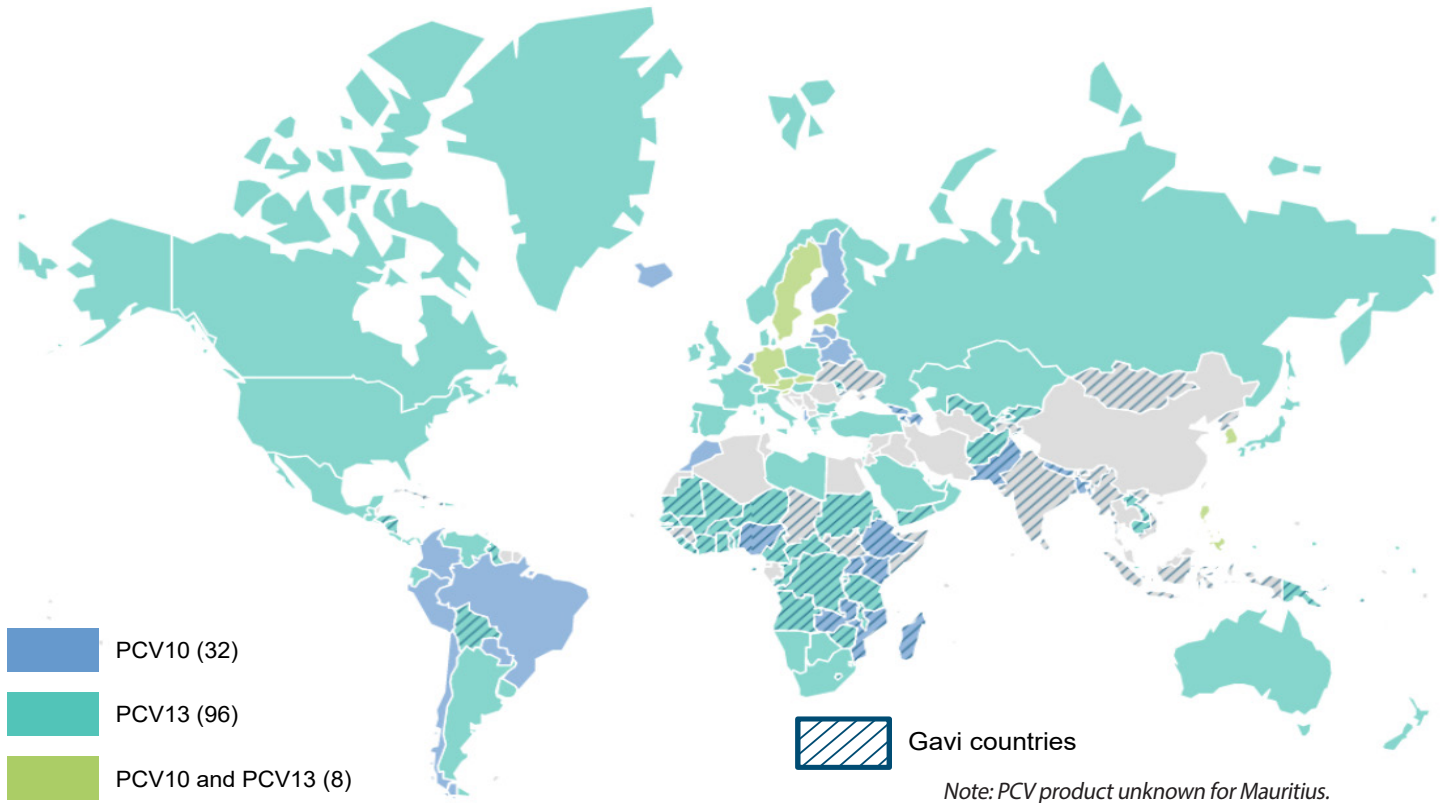 PCV10 (32)
PCV13 (96)
PCV10 and PCV13 (8)
Gavi countries
Note: PCV product unknown for Mauritius.